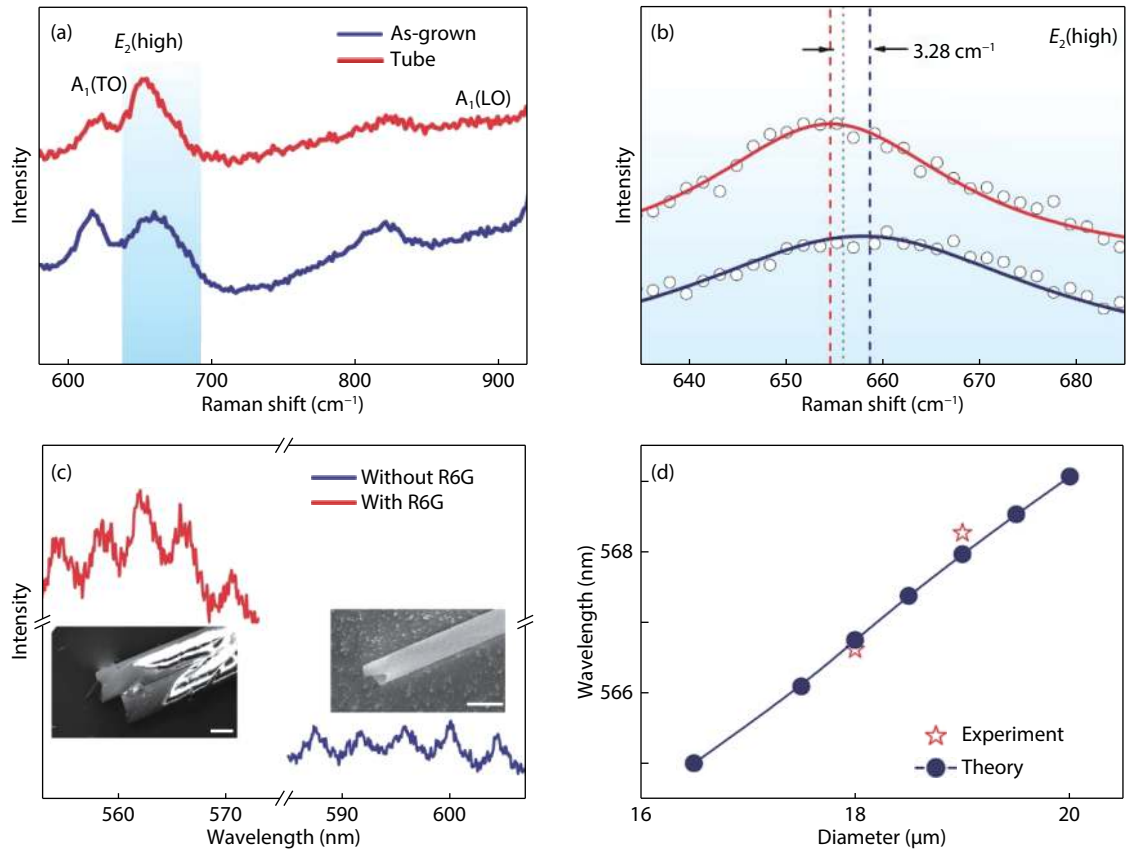 (a)
E₂(high)
As-grown
Tube
A₁(TO)
A₁(LO)
Intensity
600
700
800
900
Raman shift (cm⁻¹)
(b)
3.28 cm⁻¹
E₂(high)
Intensity
640
650
660
670
680
Raman shift (cm⁻¹)
(c)
Without R6G
With R6G
Intensity
560
570
590
600
Wavelength (nm)
(d)
568
566
Wavelength (nm)
Experiment
Theory
16
18
20
Diameter (μm)